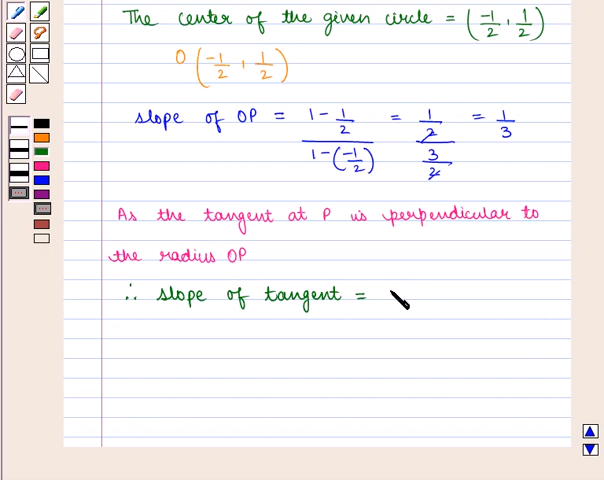 The center of the given circle = (-1/2, 1/2)
O (-1/2, 1/2)
slope of OP = (1 - 1/2)/(1 - (-1/2)) = (1/2)/(3/2) = 1/3
As the tangent at P is perpendicular to
the radius OP
∴ slope of tangent =